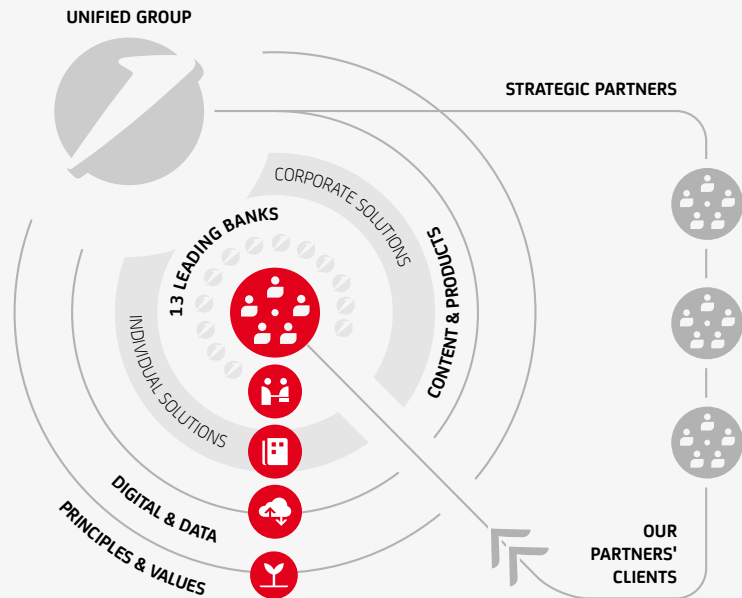 UNIFIED GROUP
STRATEGIC PARTNERS
CORPORATE SOLUTIONS
13 LEADING BANKS
CONTENT & PRODUCTS
INDIVIDUAL SOLUTIONS
DIGITAL & DATA
PRINCIPLES & VALUES
OUR
PARTNERS'
CLIENTS